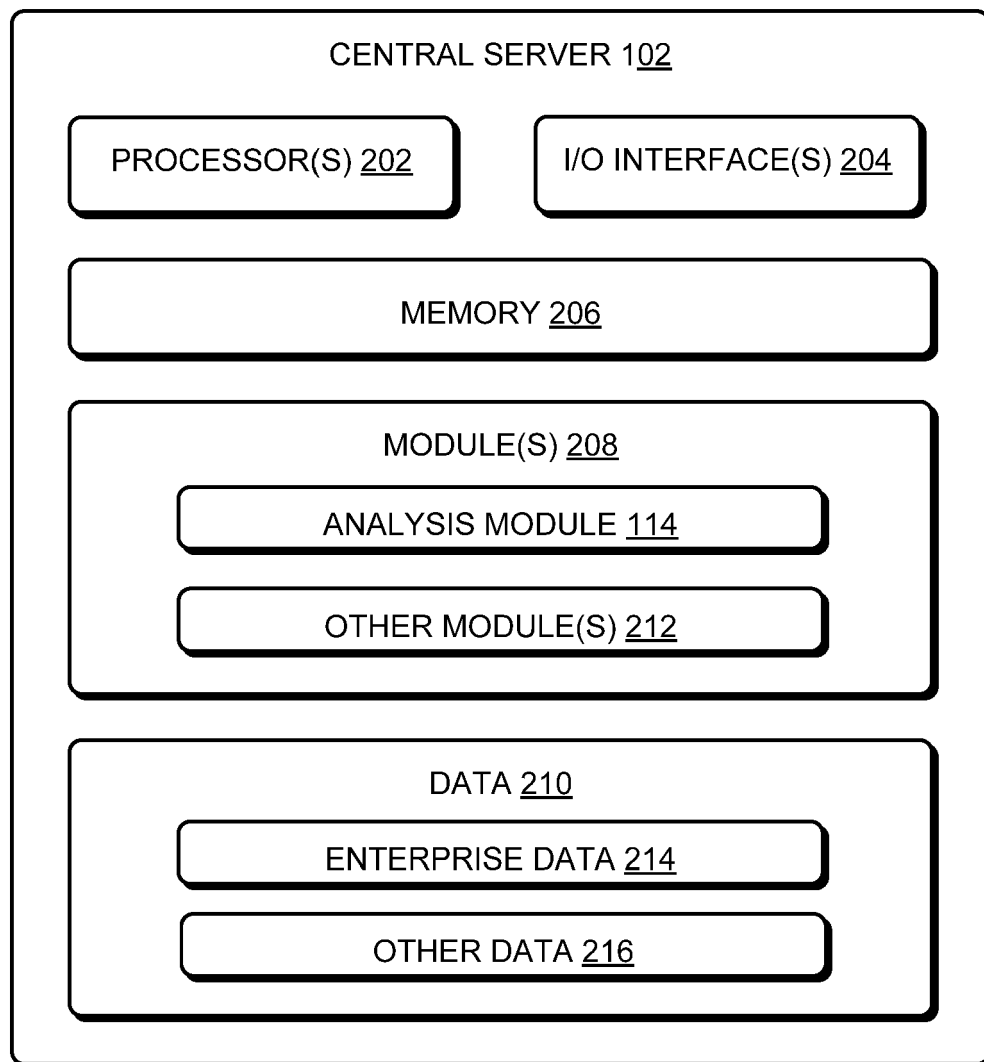 CENTRAL SERVER 102
PROCESSOR(S) 202
I/O INTERFACE(S) 204
MEMORY 206
MODULE(S) 208
ANALYSIS MODULE 114
OTHER MODULE(S) 212
DATA 210
ENTERPRISE DATA 214
OTHER DATA 216